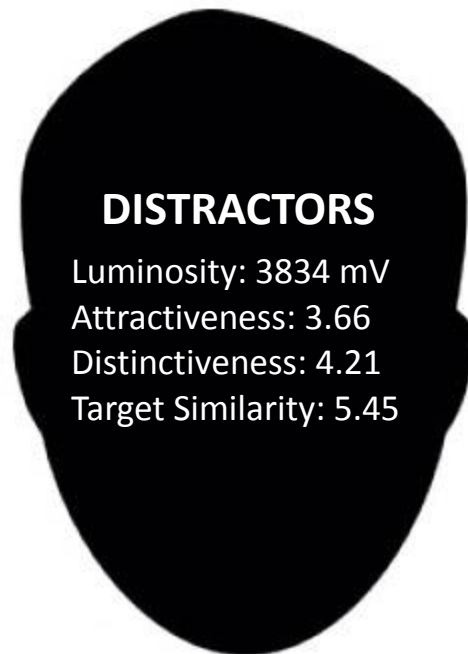 DISTRACTORS
Luminosity: 3834 mV
Attractiveness: 3.66
Distinctiveness: 4.21
Target Similarity: 5.45